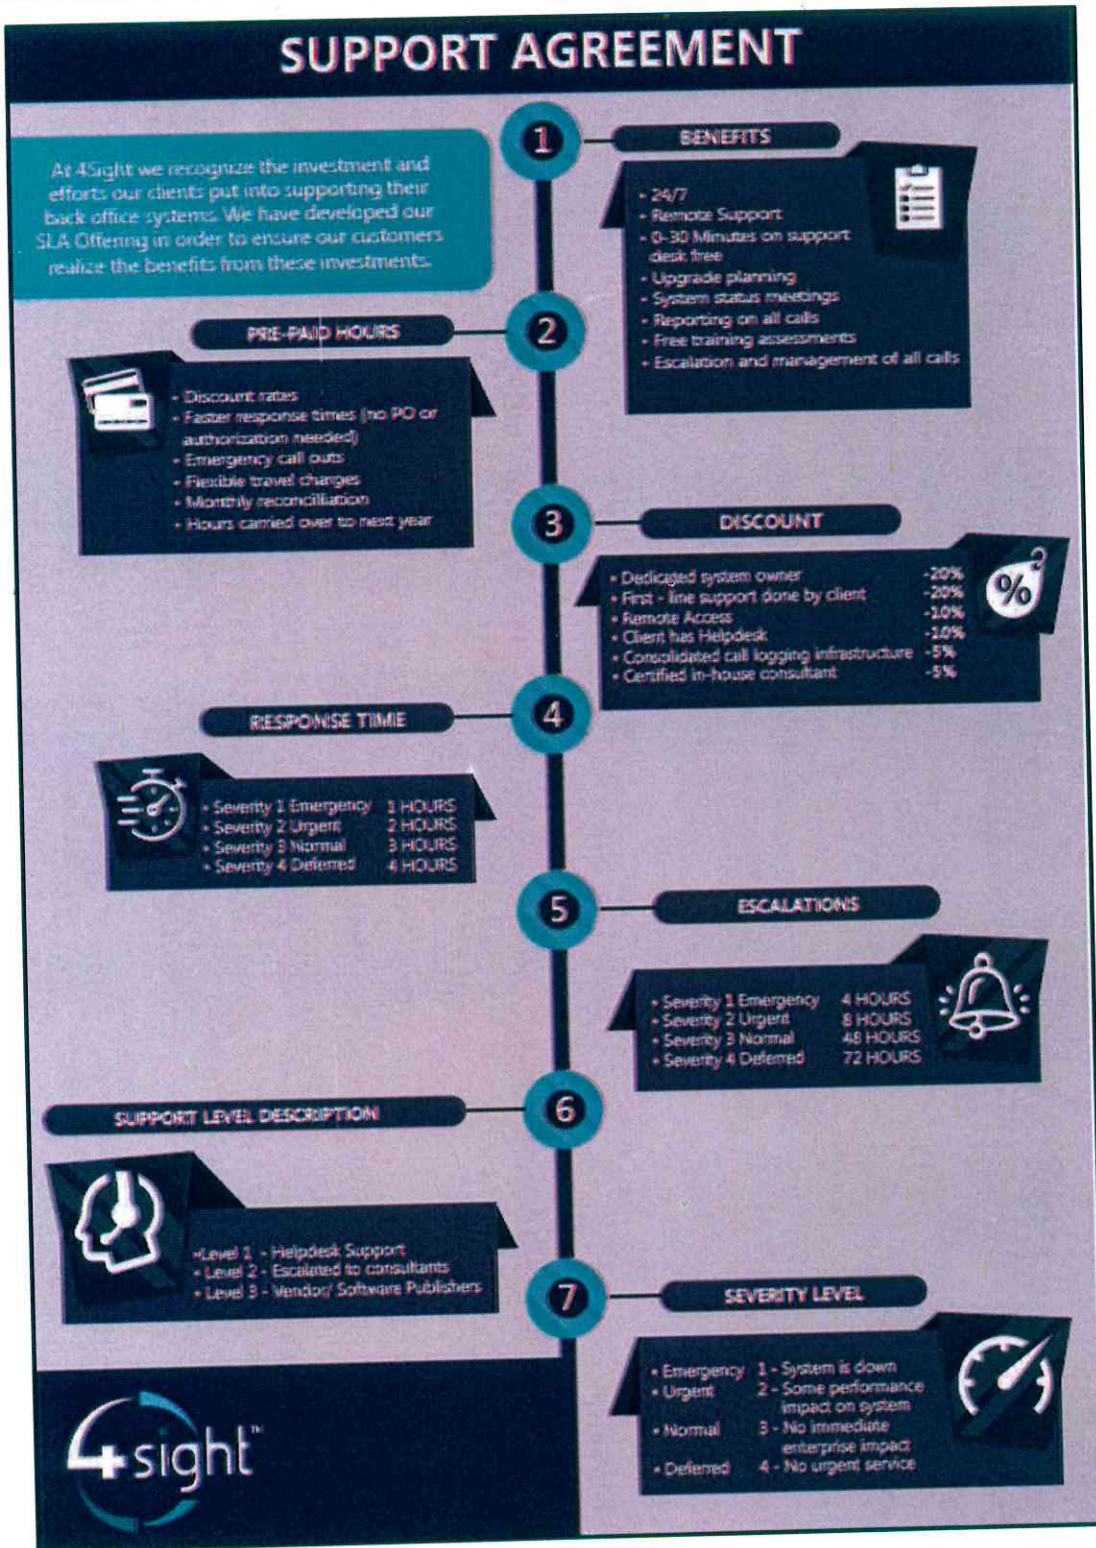 SUPPORT AGREEMENT
At 4Sight we recognize the investment and
efforts our clients put into supporting their
back office systems. We have developed our
SLA Offering in order to ensure our customers
realize the benefits from these investments.
1
BENEFITS
• 24/7
• Remote Support
• 0-30 Minutes on support
desk free
• Upgrade planning
• System status meetings
• Reporting on all calls
• Free training assessments
• Escalation and management of all calls
2
PRE-PAID HOURS
• Discount rates
• Faster response times (no PO or
authorization needed)
• Emergency call outs
• Flexible travel changes
• Monthly reconcilliation
• Hours carried over to next year
3
DISCOUNT
• Dedicated system owner -20%
• First - line support done by client -20%
• Remote Access -10%
• Client has Helpdesk -10%
• Consolidated call logging infrastructure -5%
• Certified in-house consultant -5%
%
4
RESPONSE TIME
• Severity 1 Emergency 1 HOURS
• Severity 2 Urgent 2 HOURS
• Severity 3 Normal 3 HOURS
• Severity 4 Deferred 4 HOURS
5
ESCALATIONS
• Severity 1 Emergency 4 HOURS
• Severity 2 Urgent 8 HOURS
• Severity 3 Normal 48 HOURS
• Severity 4 Deferred 72 HOURS
6
SUPPORT LEVEL DESCRIPTION
•Level 1 - Helpdesk Support
• Level 2 - Escalated to consultants
• Level 3 - Vendor/ Software Publishers
7
SEVERITY LEVEL
• Emergency 1 - System is down
• Urgent 2 - Some performance
impact on system
• Normal 3 - No immediate
enterprise impact
• Deferred 4 - No urgent service
4sight™